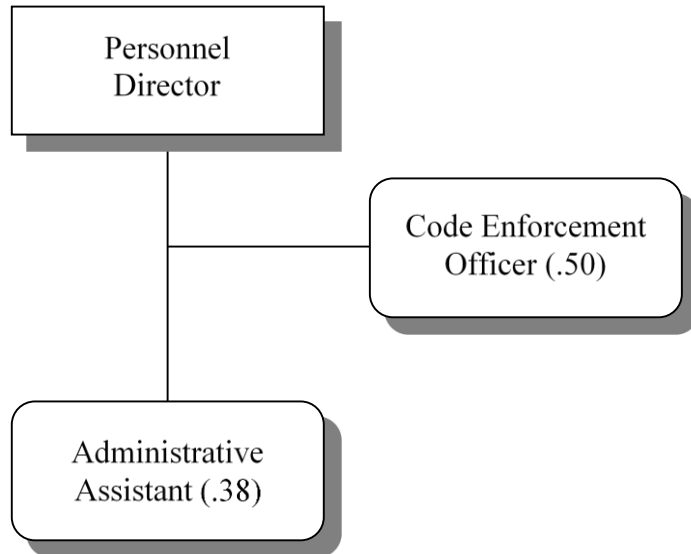 Personnel
Director
Code Enforcement
Officer (.50)
Administrative
Assistant (.38)